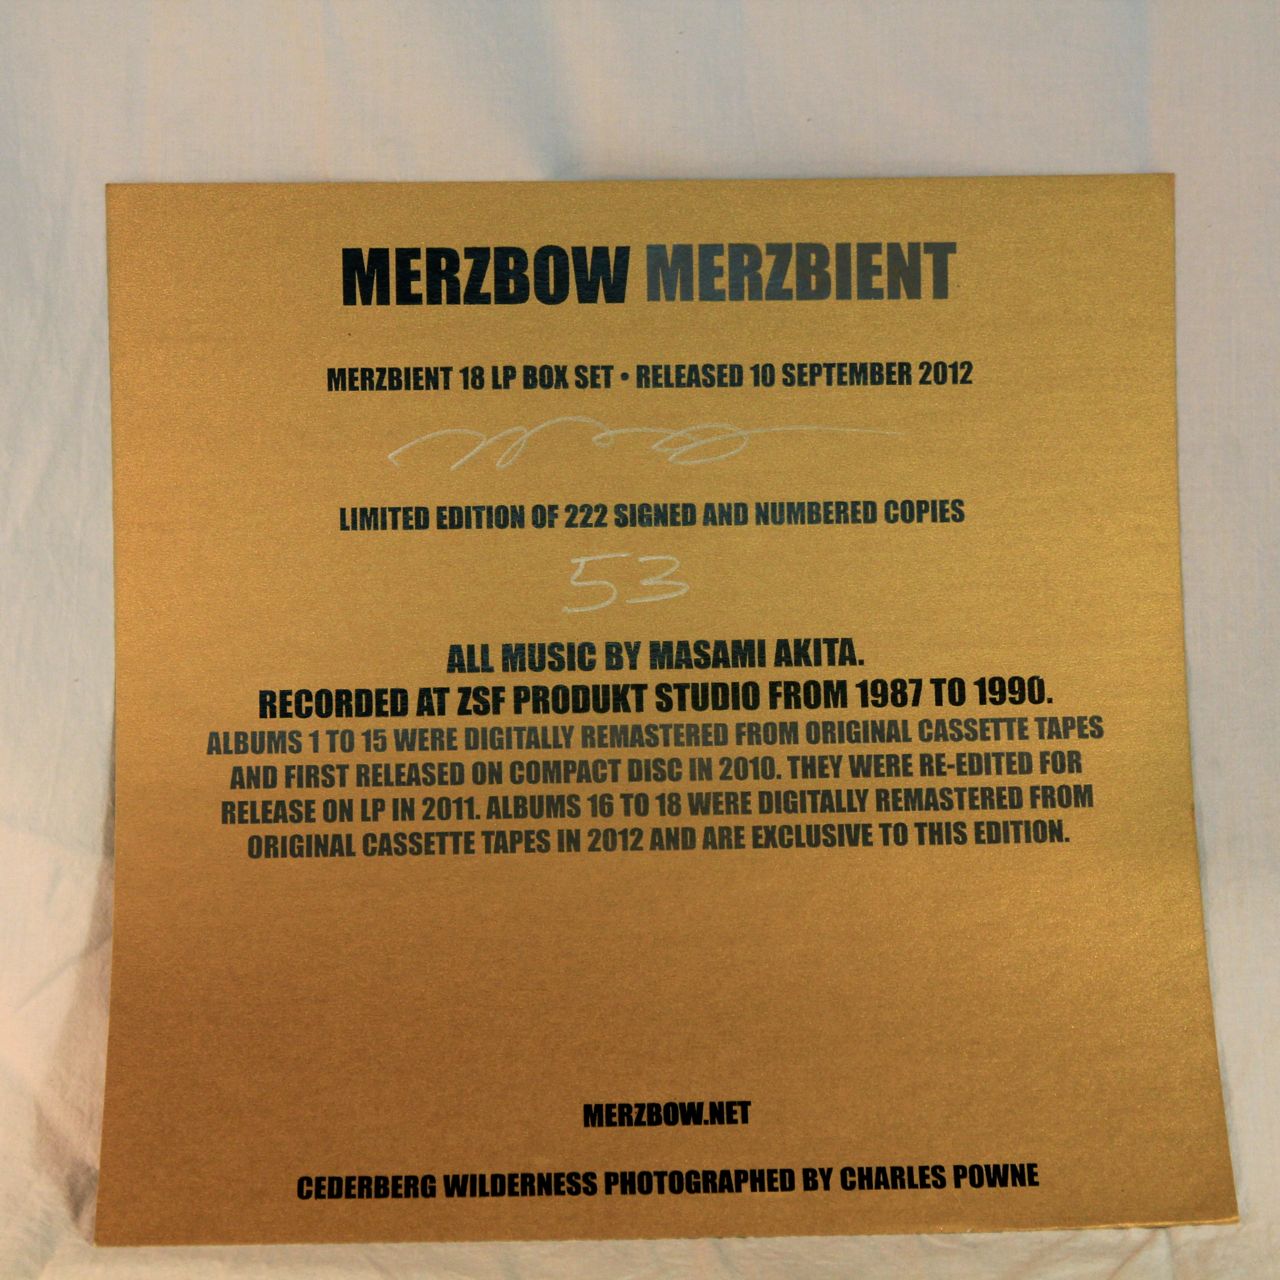 MERZBOW MERZBIENT
MERZBIENT 18 LP BOX SET • RELEASED 10 SEPTEMBER 2012
LIMITED EDITION OF 222 SIGNED AND NUMBERED COPIES
53
ALL MUSIC BY MASAMI AKITA.
RECORDED AT ZSF PRODUKT STUDIO FROM 1987 TO 1990.
ALBUMS 1 TO 15 WERE DIGITALLY REMASTERED FROM ORIGINAL CASSETTE TAPES
AND FIRST RELEASED ON COMPACT DISC IN 2010. THEY WERE RE-EDITED FOR
RELEASE ON LP IN 2011. ALBUMS 16 TO 18 WERE DIGITALLY REMASTERED FROM
ORIGINAL CASSETTE TAPES IN 2012 AND ARE EXCLUSIVE TO THIS EDITION.
MERZBOW.NET
CEDERBERG WILDERNESS PHOTOGRAPHED BY CHARLES POWNE